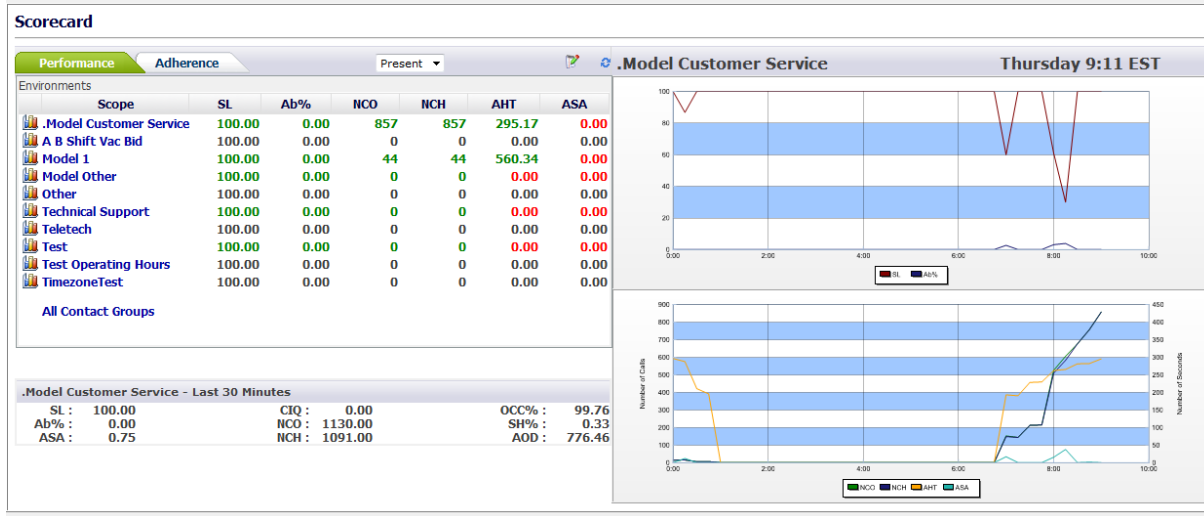 Scorecard
Performance Adherence Present
Environments
Scope SL Ab% NCO NCH AHT ASA
.Model Customer Service 100.00 0.00 857 857 295.17 0.00
A B Shift Vac Bid 100.00 0.00 0 0 0.00 0.00
Model 1 100.00 0.00 44 44 560.34 0.00
Model Other 100.00 0.00 0 0 0.00 0.00
Other 100.00 0.00 0 0 0.00 0.00
Technical Support 100.00 0.00 0 0 0.00 0.00
Teletech 100.00 0.00 0 0 0.00 0.00
Test 100.00 0.00 0 0 0.00 0.00
Test Operating Hours 100.00 0.00 0 0 0.00 0.00
TimezoneTest 100.00 0.00 0 0 0.00 0.00
All Contact Groups
.Model Customer Service - Last 30 Minutes
SL : 100.00 CIQ : 0.00 OCC% : 99.76
Ab% : 0.00 NCO : 1130.00 SH% : 0.33
ASA : 0.75 NCH : 1091.00 AOD : 776.46
.Model Customer Service Thursday 9:11 EST
100
80
60
40
20
0
0:00 2:00 4:00 6:00 8:00 10:00
SL Ab%
900 450
800 400
700 350
600 300
500 250
400 200
300 150
200 100
100 50
0 0
Number of Calls
Number of Seconds
0:00 2:00 4:00 6:00 8:00 10:00
NCO NCH AHT ASA